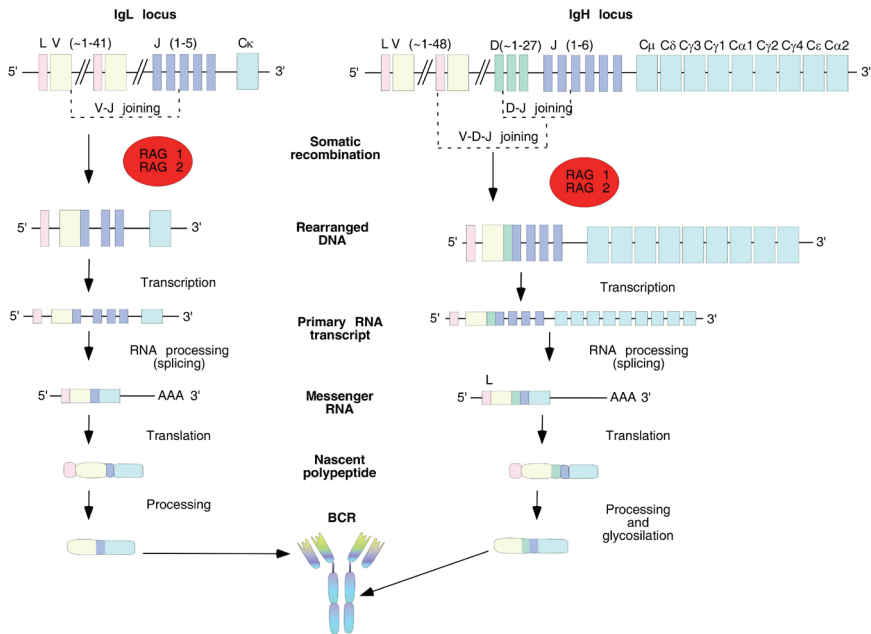 IgL locus
IgH locus
L V (~1-41) J (1-5) Cκ
L V (~1-48) D(~1-27) J (1-6) Cμ Cδ Cγ3 Cγ1 Cα1 Cγ2 Cγ4 Cε Cα2
5' 3'
5' 3'
V-J joining
D-J joining
V-D-J joining
Somatic
recombination
RAG 1
RAG 2
RAG 1
RAG 2
5' 3'
Rearranged
DNA
5' 3'
Transcription
Transcription
5' 3'
Primary RNA
transcript
5' 3'
RNA processing
(splicing)
RNA processing
(splicing)
L
5' AAA 3'
Messenger
RNA
5' AAA 3'
Translation
Translation
Nascent
polypeptide
Processing
Processing
and
glycosilation
BCR